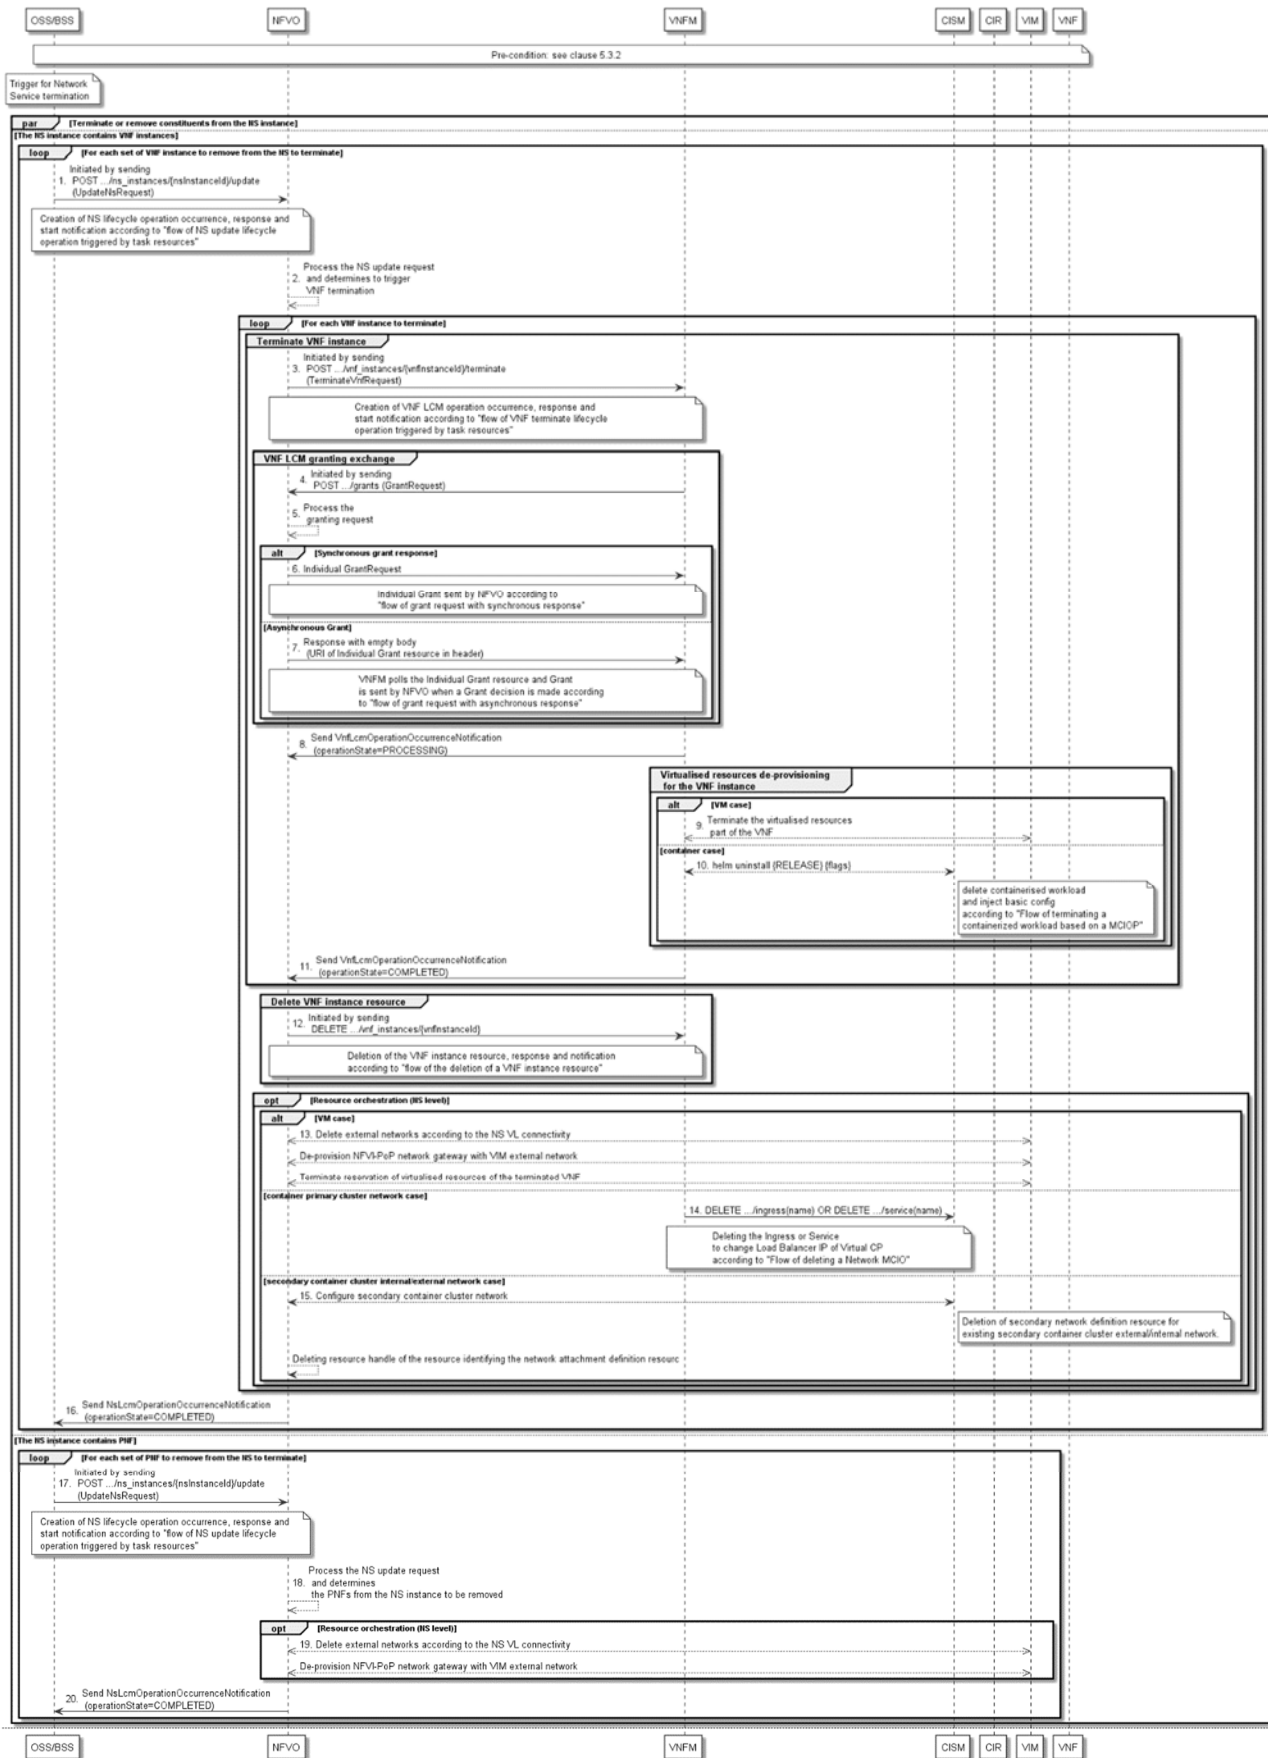 OSS/BSS NFVO VNFM CISM CIR VIM VNF
Pre-condition: see clause 5.3.2
Trigger for Network
Service termination
par [Terminate or remove constituents from the NS instance]
[The NS instance contains VNF instances]
loop [For each set of VNF instance to remove from the NS to terminate]
Initiated by sending
1. POST .../ns_instances/{nsInstanceId}/update
(UpdateNsRequest)
Creation of NS lifecycle operation occurrence, response and
start notification according to "flow of NS update lifecycle
operation triggered by task resources"
Process the NS update request
2. and determines to trigger
VNF termination
loop [For each VNF instance to terminate]
Terminate VNF instance
Initiated by sending
3. POST .../vnf_instances/{vnfInstanceId}/terminate
(TerminateVnfRequest)
Creation of VNF LCM operation occurrence, response and
start notification according to "flow of VNF terminate lifecycle
operation triggered by task resources"
VNF LCM granting exchange
4. Initiated by sending
POST .../grants (GrantRequest)
5. Process the
granting request
alt [Synchronous grant response]
6. Individual GrantRequest
Individual Grant sent by NFVO according to
"flow of grant request with synchronous response"
[Asynchronous Grant]
7. Response with empty body
(URI of Individual Grant resource in header)
VNFM polls the Individual Grant resource and Grant
is sent by NFVO when a Grant decision is made according
to "flow of grant request with asynchronous response"
8. Send VnfLcmOperationOccurrenceNotification
(operationState=PROCESSING)
Virtualised resources de-provisioning
for the VNF instance
alt [VM case]
9. Terminate the virtualised resources
part of the VNF
[container case]
10. helm uninstall {RELEASE} {flags}
delete containerised workload
and inject basic config
according to "Flow of terminating a
containerized workload based on a MCIOP"
11. Send VnfLcmOperationOccurrenceNotification
(operationState=COMPLETED)
Delete VNF instance resource
12. Initiated by sending
DELETE .../vnf_instances/{vnfInstanceId}
Deletion of the VNF instance resource, response and notification
according to "flow of the deletion of a VNF instance resource"
opt [Resource orchestration (NS level)]
alt [VM case]
13. Delete external networks according to the NS VL connectivity
De-provision NFVI-PoP network gateway with VIM external network
Terminate reservation of virtualised resources of the terminated VNF
[container primary cluster network case]
14. DELETE .../ingress(name) OR DELETE .../service(name)
Deleting the Ingress or Service
to change Load Balancer IP of Virtual CP
according to "Flow of deleting a Network MCIO"
[secondary container cluster internal/external network case]
15. Configure secondary container cluster network
Deletion of secondary network definition resource for
existing secondary container cluster external/internal network.
Deleting resource handle of the resource identifying the network attachment definition resourc
16. Send NsLcmOperationOccurrenceNotification
(operationState=COMPLETED)
[The NS instance contains PNF]
loop [For each set of PNF to remove from the NS to terminate]
Initiated by sending
17. POST .../ns_instances/{nsInstanceId}/update
(UpdateNsRequest)
Creation of NS lifecycle operation occurrence, response and
start notification according to "flow of NS update lifecycle
operation triggered by task resources"
Process the NS update request
18. and determines
the PNFs from the NS instance to be removed
opt [Resource orchestration (NS level)]
19. Delete external networks according to the NS VL connectivity
De-provision NFVI-PoP network gateway with VIM external network
20. Send NsLcmOperationOccurrenceNotification
(operationState=COMPLETED)
OSS/BSS NFVO VNFM CISM CIR VIM VNF